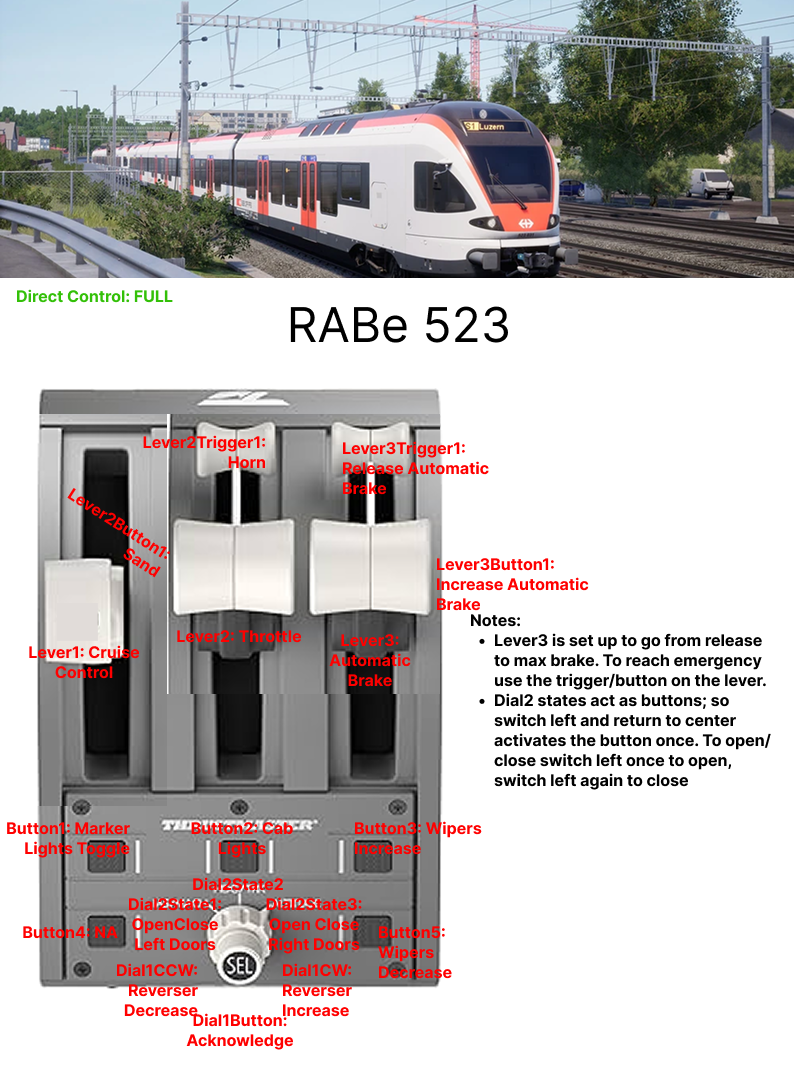 S1 Luzern
Direct Control: FULL
RABe 523
Lever2Trigger1:
Horn
Lever3Trigger1:
Release Automatic
Brake
Lever2Button1:
Sand
Lever3Button1:
Increase Automatic
Brake
Lever1: Cruise
Control
Lever2: Throttle
Lever3:
Automatic
Brake
Notes:
• Lever3 is set up to go from release
to max brake. To reach emergency
use the trigger/button on the lever.
• Dial2 states act as buttons; so
switch left and return to center
activates the button once. To open/
close switch left once to open,
switch left again to close
THRUSTMASTER
Button1: Marker
Lights Toggle
Button2: Cab
Lights
Button3: Wipers
Increase
Dial2State2
Dial2State1:
OpenClose
Left Doors
Dial2State3:
Open Close
Right Doors
Button4: NA
Button5:
Wipers
Decrease
SEL
Dial1CCW:
Reverser
Decrease
Dial1CW:
Reverser
Increase
Dial1Button:
Acknowledge